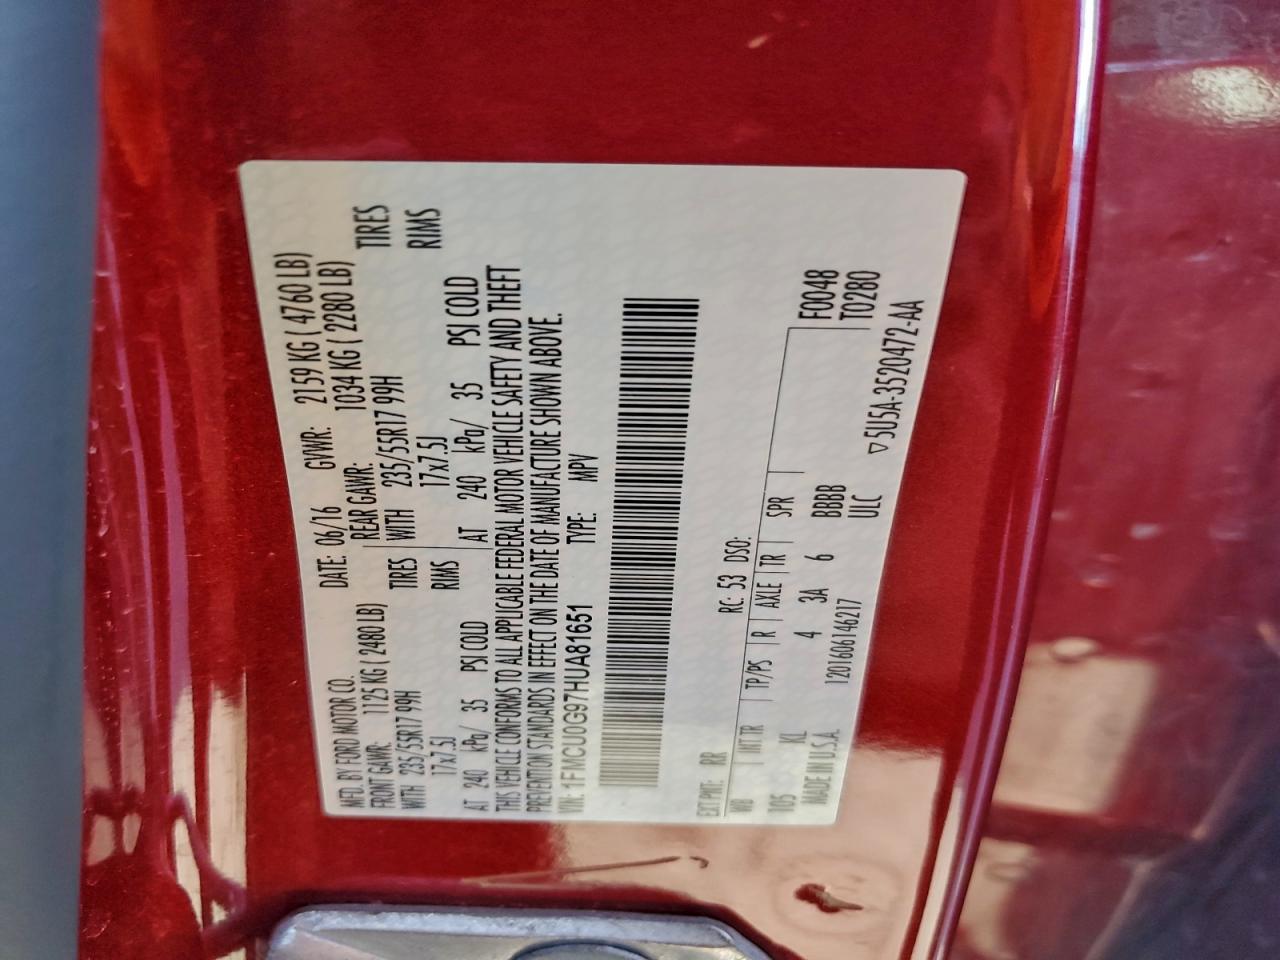 MFD. BY FORD MOTOR CO. DATE: 06/16 GVWR: 2159 KG ( 4760 LB)
FRONT GAWR: 1125 KG ( 2480 LB) REAR GAWR: 1034 KG ( 2280 LB)
WITH 235/55R17 99H TIRES WITH 235/55R17 99H TIRES
17x7.5J RIMS 17x7.5J RIMS
AT 240 kPa/ 35 PSI COLD AT 240 kPa/ 35 PSI COLD
THIS VEHICLE CONFORMS TO ALL APPLICABLE FEDERAL MOTOR VEHICLE SAFETY AND THEFT
PREVENTION STANDARDS IN EFFECT ON THE DATE OF MANUFACTURE SHOWN ABOVE.
VIN: 1FMCU0G97HUA81651 TYPE: MPV
EXT PNT: RR RC: 53 DSO:
WB INT TR TP/PS R AXLE TR SPR F0048
105 KL 4 3A 6 BBBB T0280
MADE IN U.S.A. 1201606146217 ULC
5U5A-3520472-AA